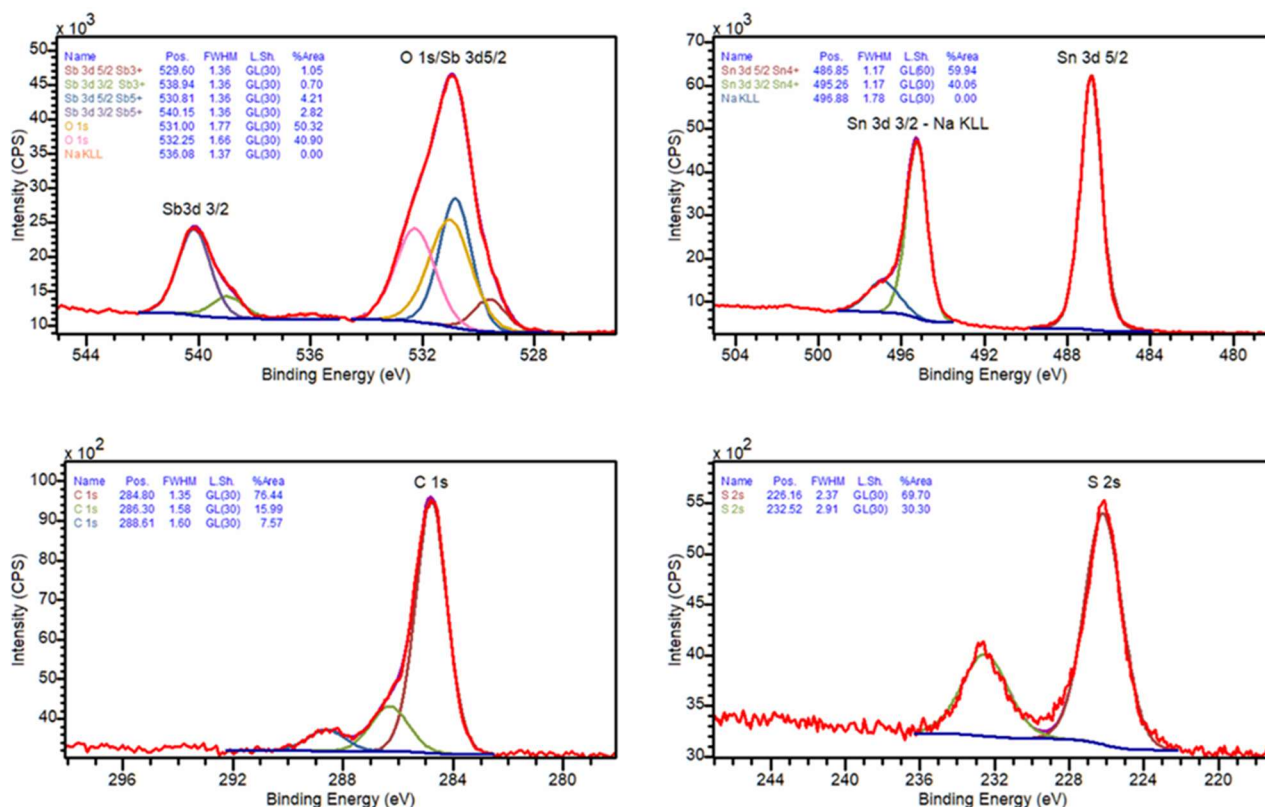 x 10³
O 1s/Sb 3d5/2
Name Pos. FWHM L.Sh. %Area
Sb 3d 5/2 Sb3+ 529.60 1.36 GL(30) 1.05
Sb 3d 3/2 Sb3+ 538.94 1.36 GL(30) 0.70
Sb 3d 5/2 Sb5+ 530.81 1.36 GL(30) 4.21
Sb 3d 3/2 Sb5+ 540.15 1.36 GL(30) 2.82
O 1s 531.00 1.77 GL(30) 50.32
O 1s 532.25 1.66 GL(30) 40.90
Na KLL 536.08 1.37 GL(30) 0.00
Sb3d 3/2
50
45
40
35
30
25
20
15
10
Intensity (CPS)
544 540 536 532 528
Binding Energy (eV)
x 10³
Sn 3d 5/2
Name Pos. FWHM L.Sh. %Area
Sn 3d 5/2 Sn4+ 486.85 1.17 GL(60) 59.94
Sn 3d 3/2 Sn4+ 495.26 1.17 GL(30) 40.06
Na KLL 496.88 1.78 GL(30) 0.00
Sn 3d 3/2 - Na KLL
70
60
50
40
30
20
10
Intensity (CPS)
504 500 496 492 488 484 480
Binding Energy (eV)
x 10²
C 1s
Name Pos. FWHM L.Sh. %Area
C 1s 284.80 1.35 GL(30) 76.44
C 1s 286.30 1.58 GL(30) 15.99
C 1s 288.61 1.60 GL(30) 7.57
100
90
80
70
60
50
40
Intensity (CPS)
296 292 288 284 280
Binding Energy (eV)
x 10²
S 2s
Name Pos. FWHM L.Sh. %Area
S 2s 226.16 2.37 GL(30) 69.70
S 2s 232.52 2.91 GL(30) 30.30
55
50
45
40
35
30
Intensity (CPS)
244 240 236 232 228 224 220
Binding Energy (eV)